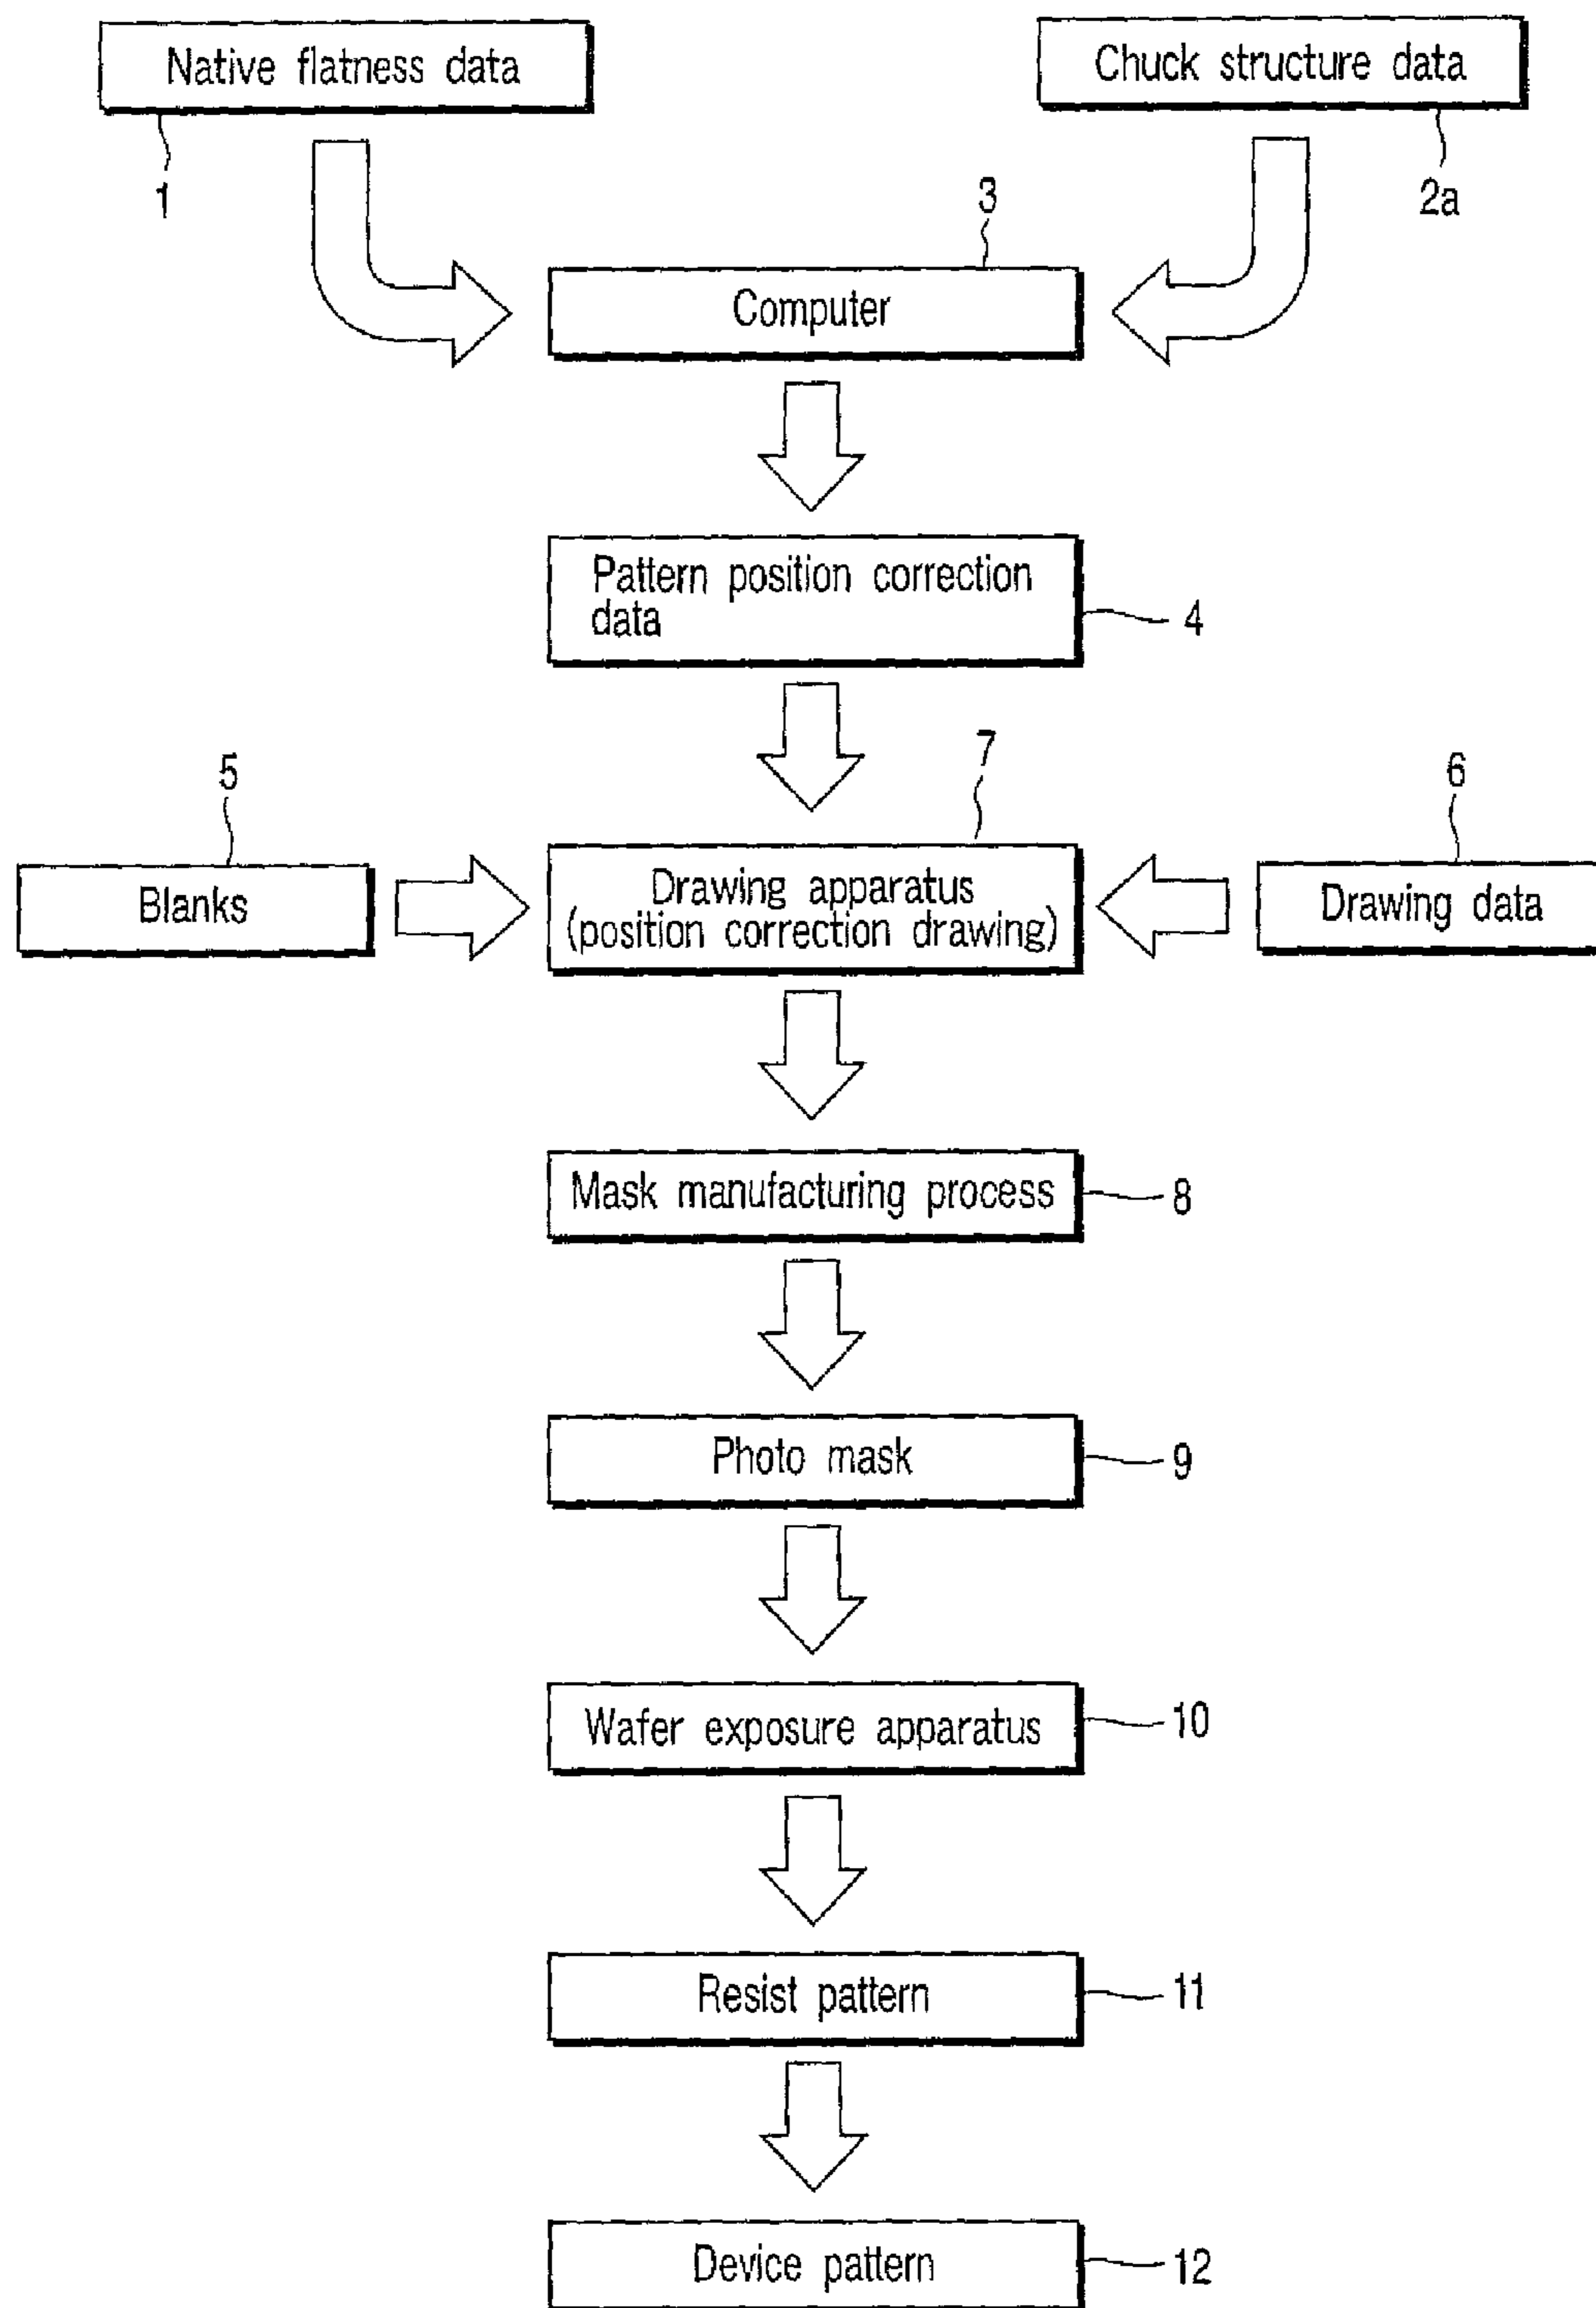 Native flatness data
Chuck structure data
1
2a
3
Computer
Pattern position correction
data
4
7
5
6
Blanks
Drawing apparatus
(position correction drawing)
Drawing data
Mask manufacturing process
8
Photo mask
9
Wafer exposure apparatus
10
Resist pattern
11
Device pattern
12